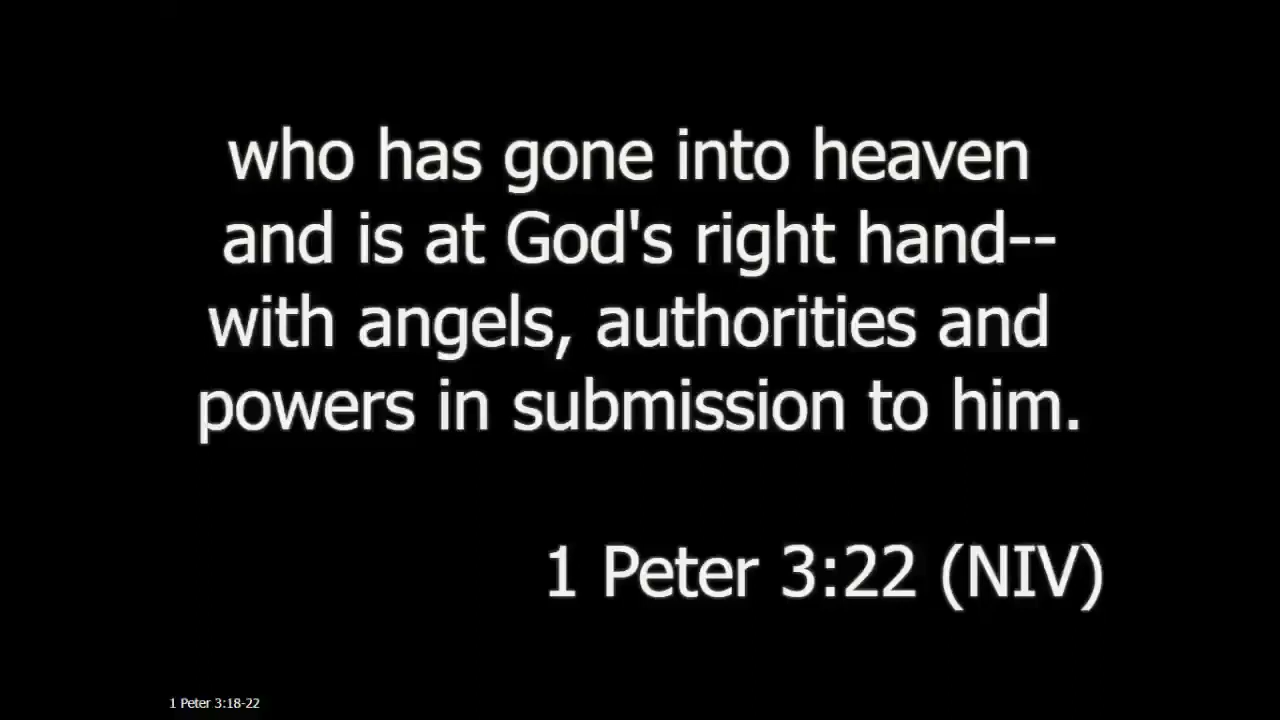 who has gone into heaven
and is at God's right hand--
with angels, authorities and
powers in submission to him.
1 Peter 3:22 (NIV)
1 Peter 3:18-22